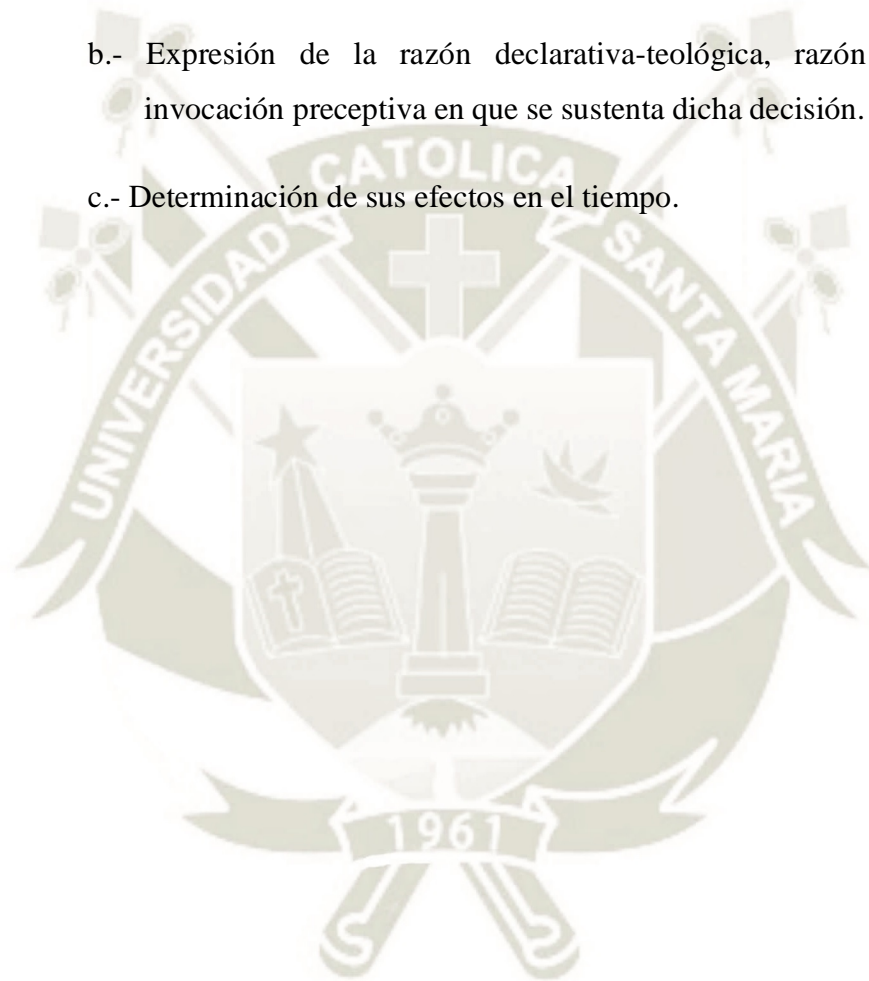 b.- Expresión de la razón declarativa-teológica, razón
invocación preceptiva en que se sustenta dicha decisión.
c.- Determinación de sus efectos en el tiempo.
UNIVERSIDAD CATOLICA SANTA MARIA
1961